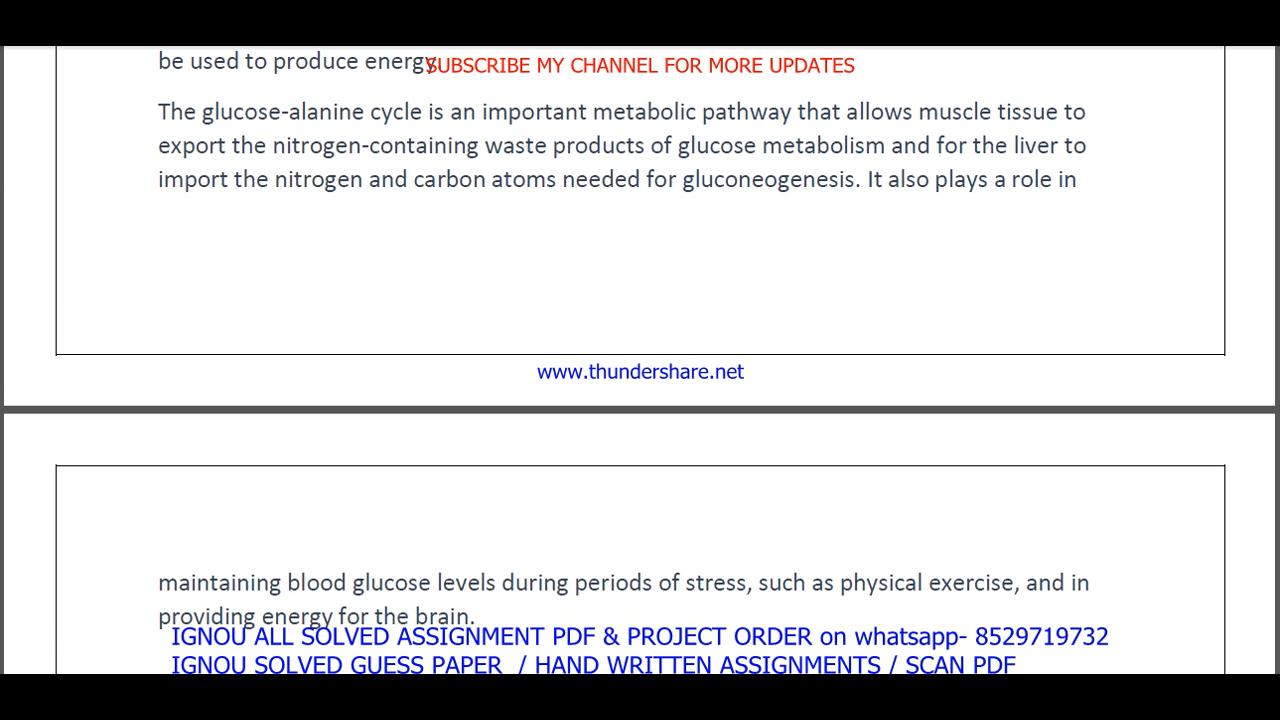 be used to produce energy.
SUBSCRIBE MY CHANNEL FOR MORE UPDATES
The glucose-alanine cycle is an important metabolic pathway that allows muscle tissue to
export the nitrogen-containing waste products of glucose metabolism and for the liver to
import the nitrogen and carbon atoms needed for gluconeogenesis. It also plays a role in
www.thundershare.net
maintaining blood glucose levels during periods of stress, such as physical exercise, and in
providing energy for the brain.
IGNOU ALL SOLVED ASSIGNMENT PDF & PROJECT ORDER on whatsapp- 8529719732
IGNOU SOLVED GUESS PAPER / HAND WRITTEN ASSIGNMENTS / SCAN PDF